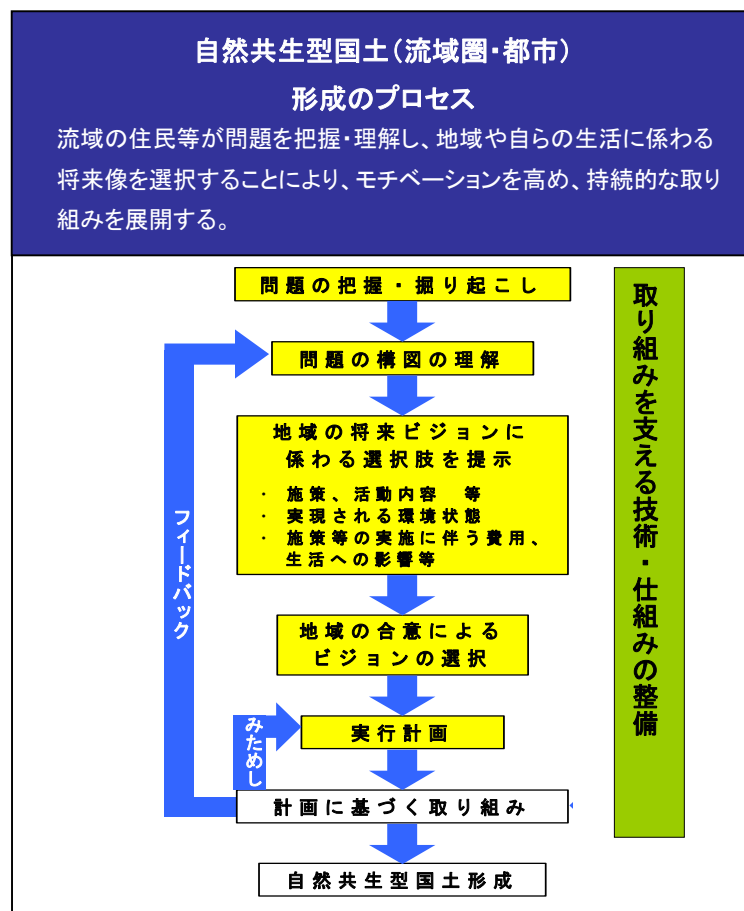 自然共生型国土(流域圏・都市)
形成のプロセス
流域の住民等が問題を把握・理解し、地域や自らの生活に係わる
将来像を選択することにより、モチベーションを高め、持続的な取り
組みを展開する。
問題の把握・掘り起こし
問題の構図の理解
地域の将来ビジョンに
係わる選択肢を提示
・ 施策、活動内容 等
・ 実現される環境状態
・ 施策等の実施に伴う費用、
生活への影響等
地域の合意による
ビジョンの選択
実行計画
計画に基づく取り組み
自然共生型国土形成
フィードバック
みためし
取り組みを支える技術・仕組みの整備